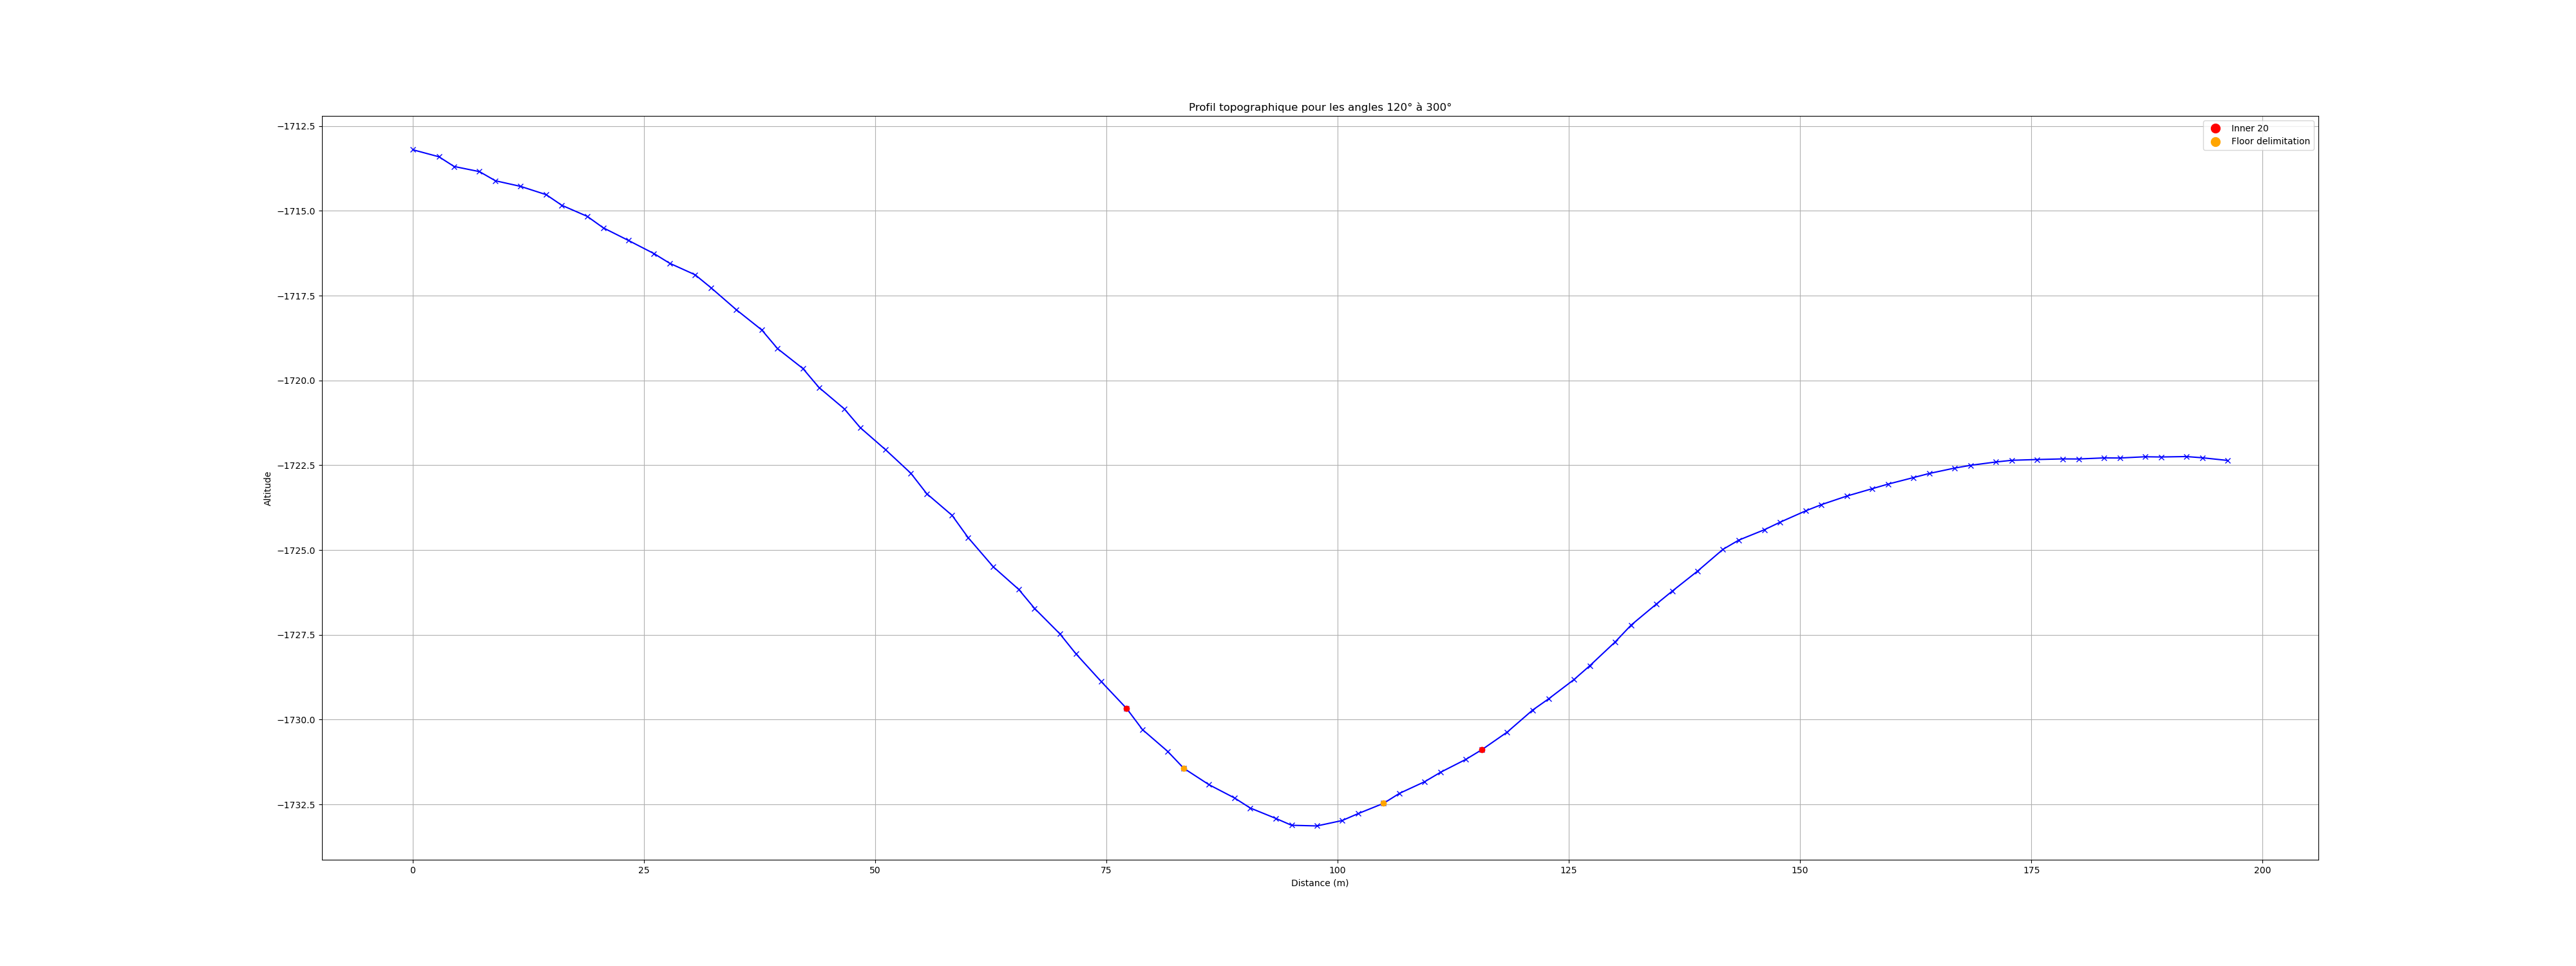 Profil topographique pour les angles 120° à 300°
Inner 20
Floor delimitation
Altitude
−1712.5
−1715.0
−1717.5
−1720.0
−1722.5
−1725.0
−1727.5
−1730.0
−1732.5
0 25 50 75 100 125 150 175 200
Distance (m)